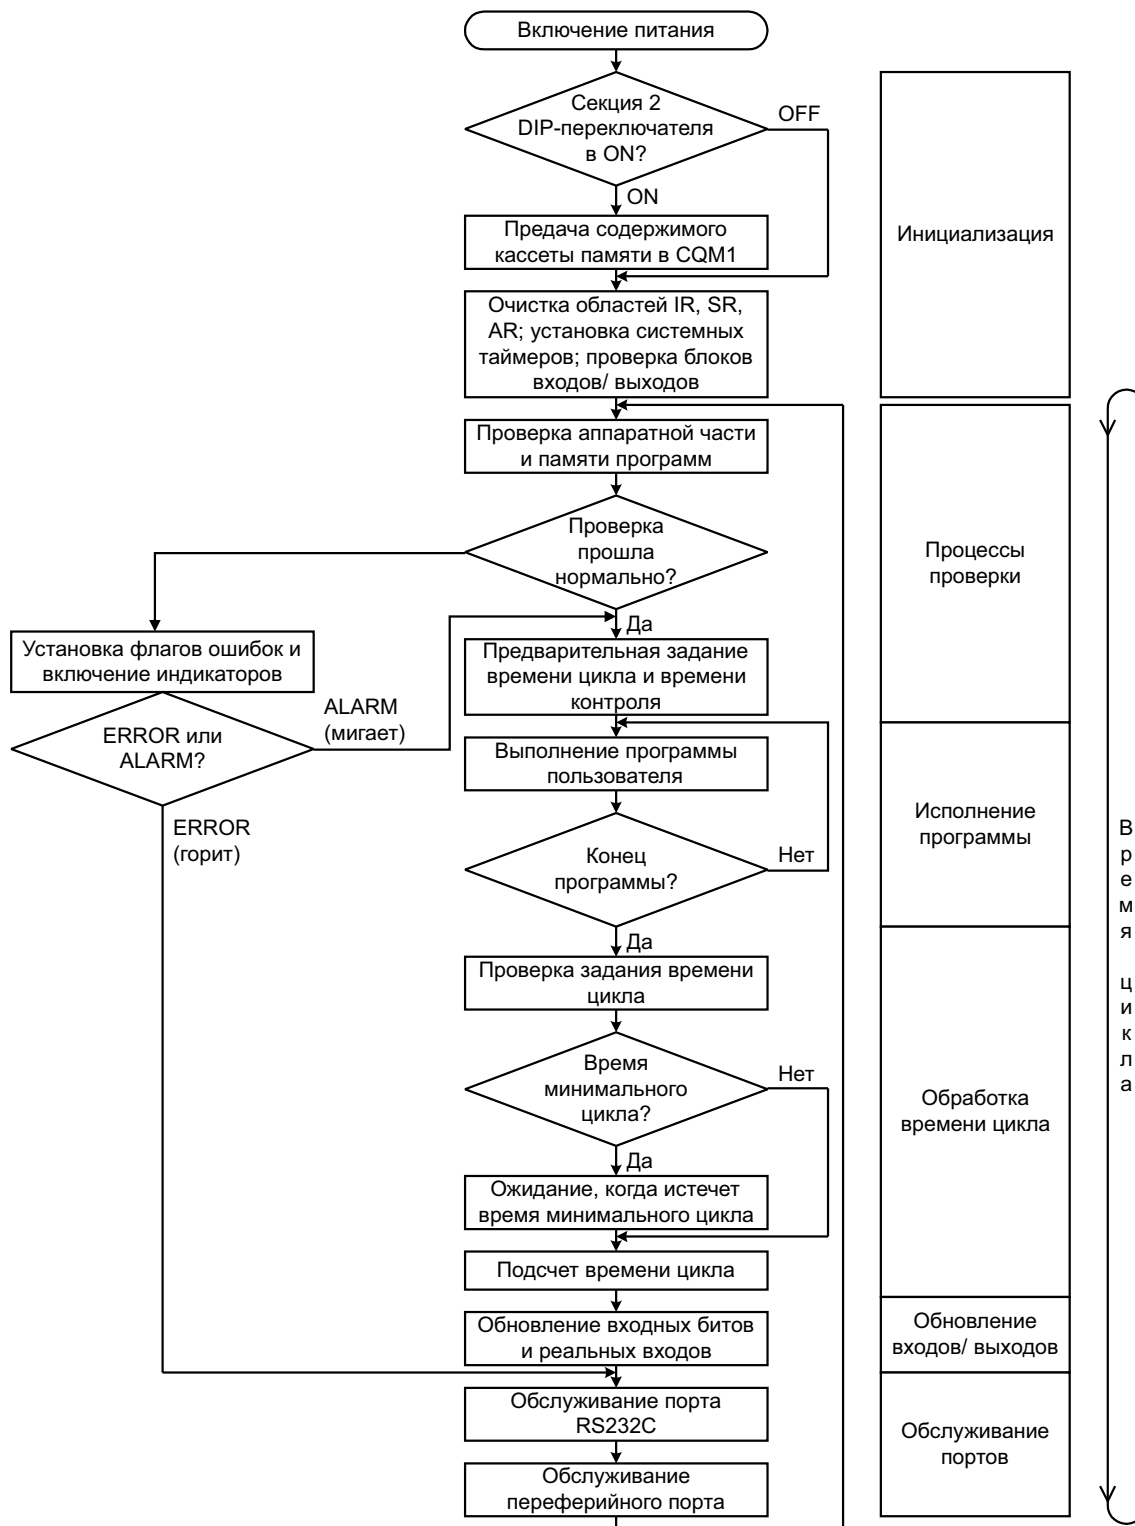 Включение питания
Секция 2
DIP-переключателя
в ON?
OFF
ON
Предача содержимого
кассеты памяти в CQM1
Очистка областей IR, SR,
AR; установка системных
таймеров; проверка блоков
входов/ выходов
Инициализация
Проверка аппаратной части
и памяти программ
Проверка
прошла
нормально?
Процессы
проверки
Да
Установка флагов ошибок и
включение индикаторов
Предварительная задание
времени цикла и времени
контроля
ERROR или
ALARM?
ALARM
(мигает)
ERROR
(горит)
Выполнение программы
пользователя
Конец
программы?
Нет
Исполнение
программы
Да
Проверка задания времени
цикла
Время
минимального
цикла?
Нет
Да
Ожидание, когда истечет
время минимального цикла
Подсчет времени цикла
Обработка
времени цикла
Обновление входных битов
и реальных входов
Обновление
входов/ выходов
Обслуживание порта
RS232C
Обслуживание
переферийного порта
Обслуживание
портов
Время цикла